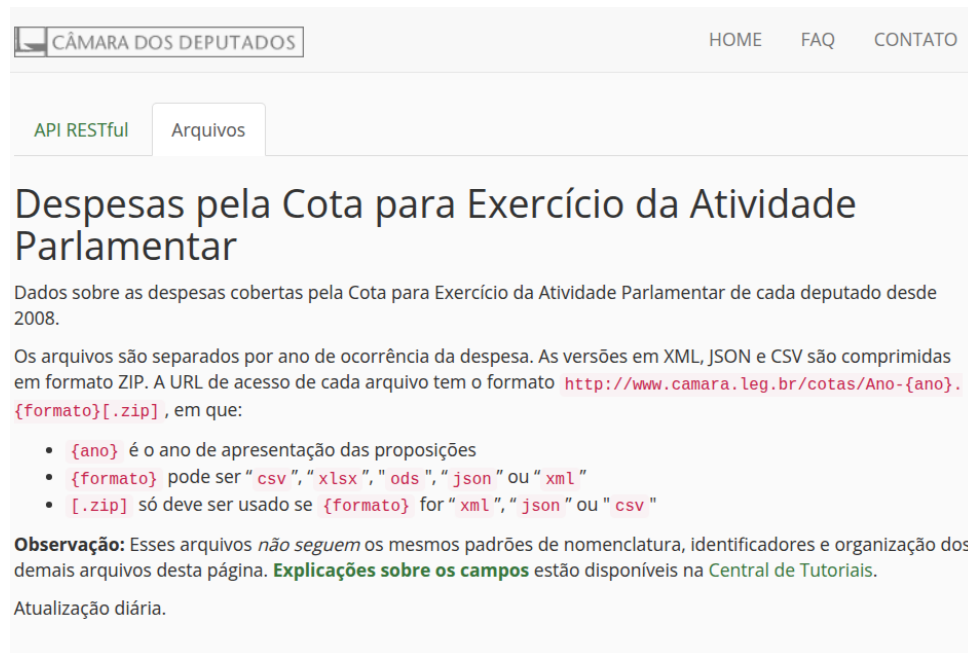 CÂMARA DOS DEPUTADOS
HOME FAQ CONTATO
API RESTful Arquivos
Despesas pela Cota para Exercício da Atividade
Parlamentar
Dados sobre as despesas cobertas pela Cota para Exercício da Atividade Parlamentar de cada deputado desde
2008.
Os arquivos são separados por ano de ocorrência da despesa. As versões em XML, JSON e CSV são comprimidas
em formato ZIP. A URL de acesso de cada arquivo tem o formato http://www.camara.leg.br/cotas/Ano-{ano}.
{formato}[.zip] , em que:
• {ano} é o ano de apresentação das proposições
• {formato} pode ser “ csv ”, “ xlsx ”, " ods ", “ json ” ou “ xml ”
• [.zip] só deve ser usado se {formato} for “ xml ”, “ json ” ou " csv "
Observação: Esses arquivos não seguem os mesmos padrões de nomenclatura, identificadores e organização dos
demais arquivos desta página. Explicações sobre os campos estão disponíveis na Central de Tutoriais.
Atualização diária.